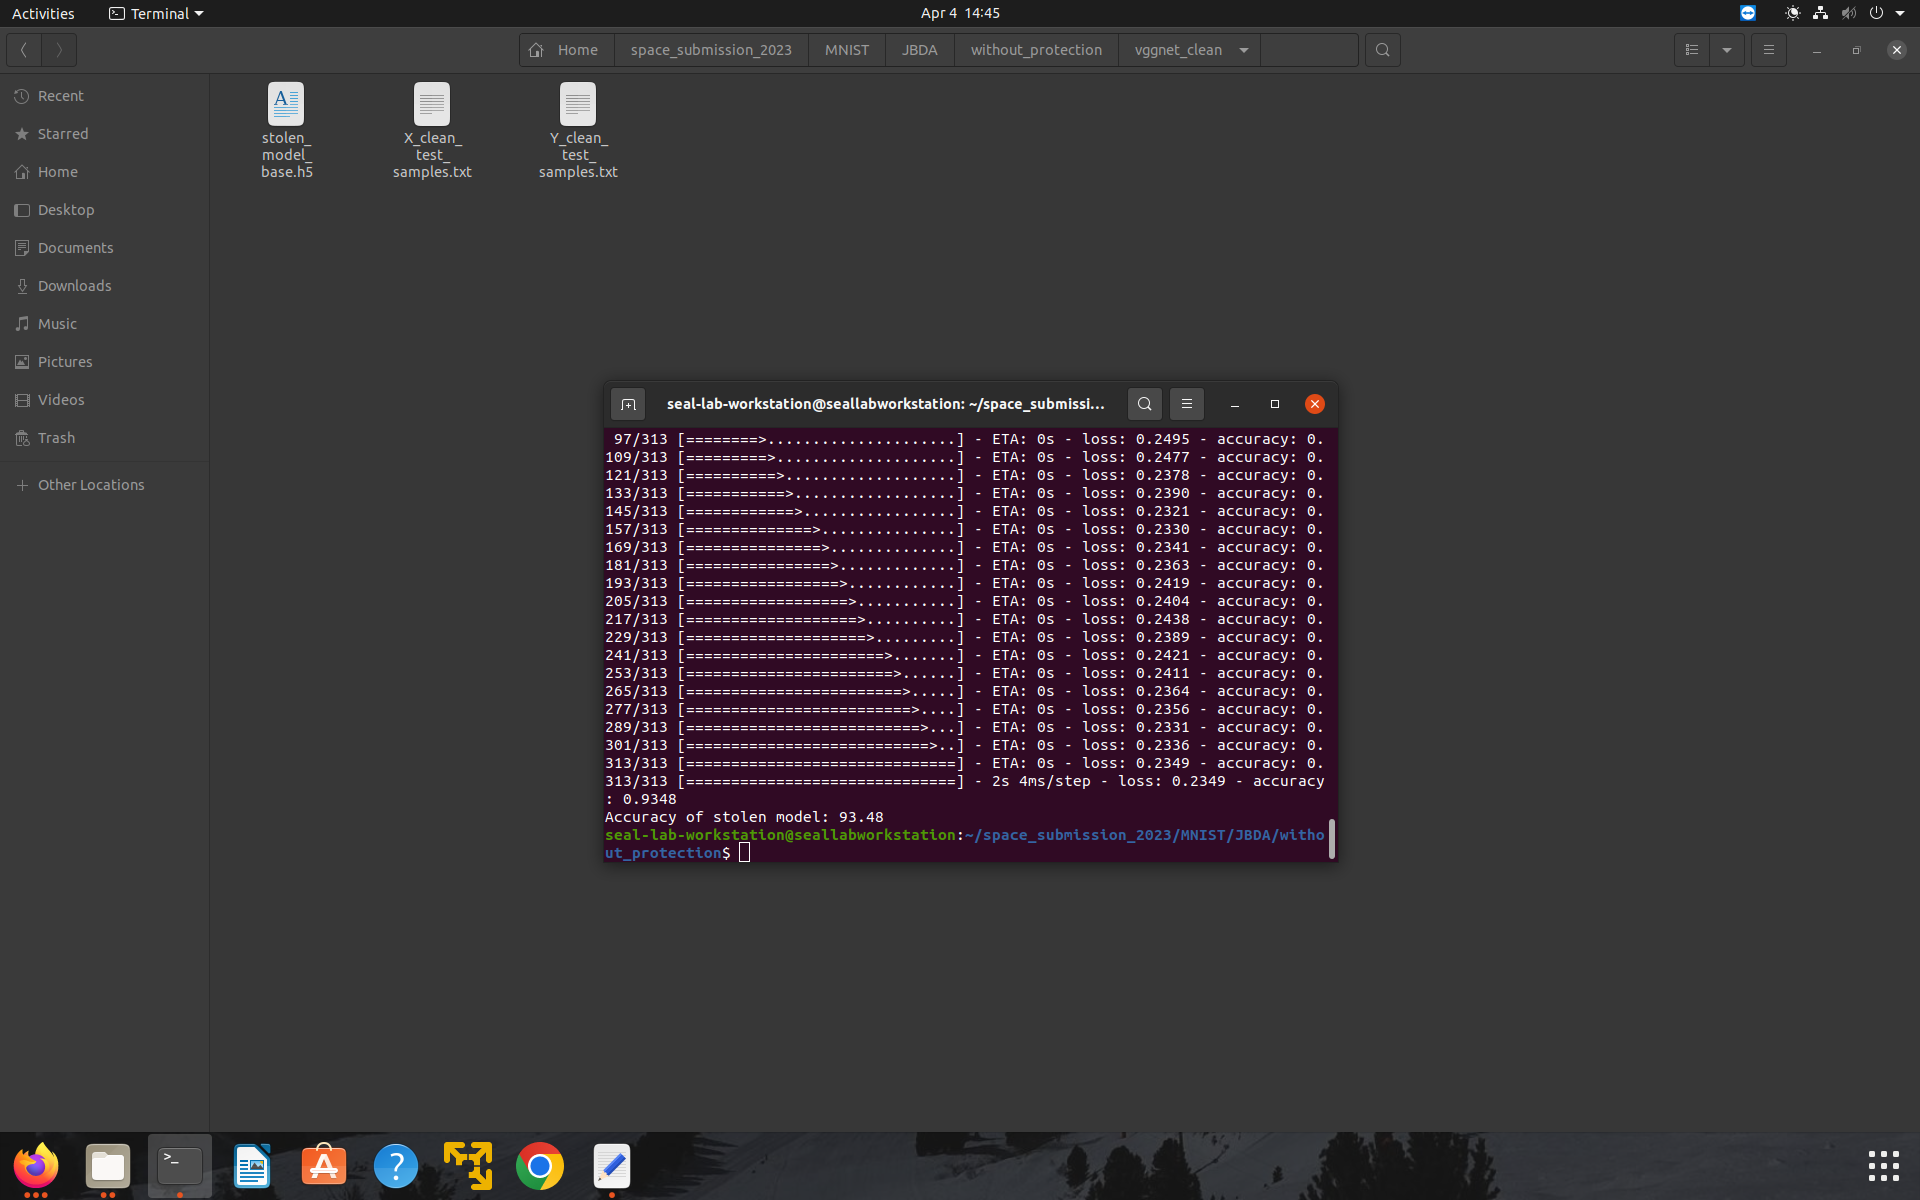 Activities
Terminal
Apr 4 14:45
Home
space_submission_2023
MNIST
JBDA
without_protection
vggnet_clean
Recent
Starred
Home
Desktop
Documents
Downloads
Music
Pictures
Videos
Trash
Other Locations
stolen_
model_
base.h5
X_clean_
test_
samples.txt
Y_clean_
test_
samples.txt
seal-lab-workstation@seallabworkstation: ~/space_submissi...
97/313 [========>.....................] - ETA: 0s - loss: 0.2495 - accuracy: 0.
109/313 [=========>....................] - ETA: 0s - loss: 0.2477 - accuracy: 0.
121/313 [==========>...................] - ETA: 0s - loss: 0.2378 - accuracy: 0.
133/313 [===========>..................] - ETA: 0s - loss: 0.2390 - accuracy: 0.
145/313 [============>.................] - ETA: 0s - loss: 0.2321 - accuracy: 0.
157/313 [==============>...............] - ETA: 0s - loss: 0.2330 - accuracy: 0.
169/313 [===============>..............] - ETA: 0s - loss: 0.2341 - accuracy: 0.
181/313 [================>.............] - ETA: 0s - loss: 0.2363 - accuracy: 0.
193/313 [=================>............] - ETA: 0s - loss: 0.2419 - accuracy: 0.
205/313 [==================>...........] - ETA: 0s - loss: 0.2404 - accuracy: 0.
217/313 [===================>..........] - ETA: 0s - loss: 0.2438 - accuracy: 0.
229/313 [====================>.........] - ETA: 0s - loss: 0.2389 - accuracy: 0.
241/313 [======================>.......] - ETA: 0s - loss: 0.2421 - accuracy: 0.
253/313 [=======================>......] - ETA: 0s - loss: 0.2411 - accuracy: 0.
265/313 [========================>.....] - ETA: 0s - loss: 0.2364 - accuracy: 0.
277/313 [=========================>....] - ETA: 0s - loss: 0.2356 - accuracy: 0.
289/313 [==========================>...] - ETA: 0s - loss: 0.2331 - accuracy: 0.
301/313 [===========================>..] - ETA: 0s - loss: 0.2336 - accuracy: 0.
313/313 [==============================] - ETA: 0s - loss: 0.2349 - accuracy: 0.
313/313 [==============================] - 2s 4ms/step - loss: 0.2349 - accuracy
: 0.9348
Accuracy of stolen model: 93.48
seal-lab-workstation@seallabworkstation:~/space_submission_2023/MNIST/JBDA/witho
ut_protection$